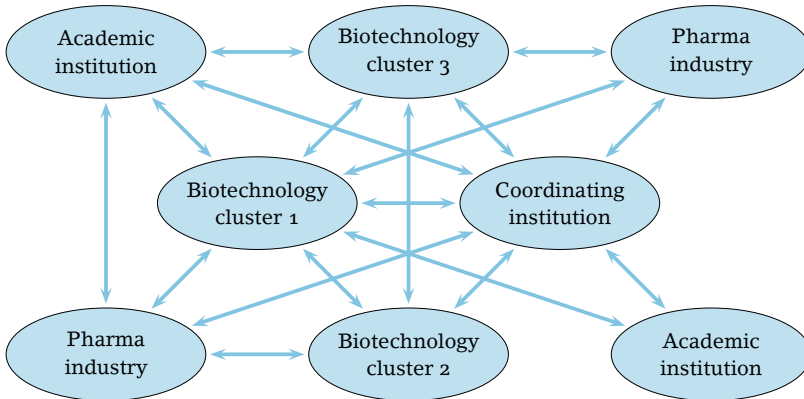 Academic
institution
Biotechnology
cluster 3
Pharma
industry
Biotechnology
cluster 1
Coordinating
institution
Pharma
industry
Biotechnology
cluster 2
Academic
institution